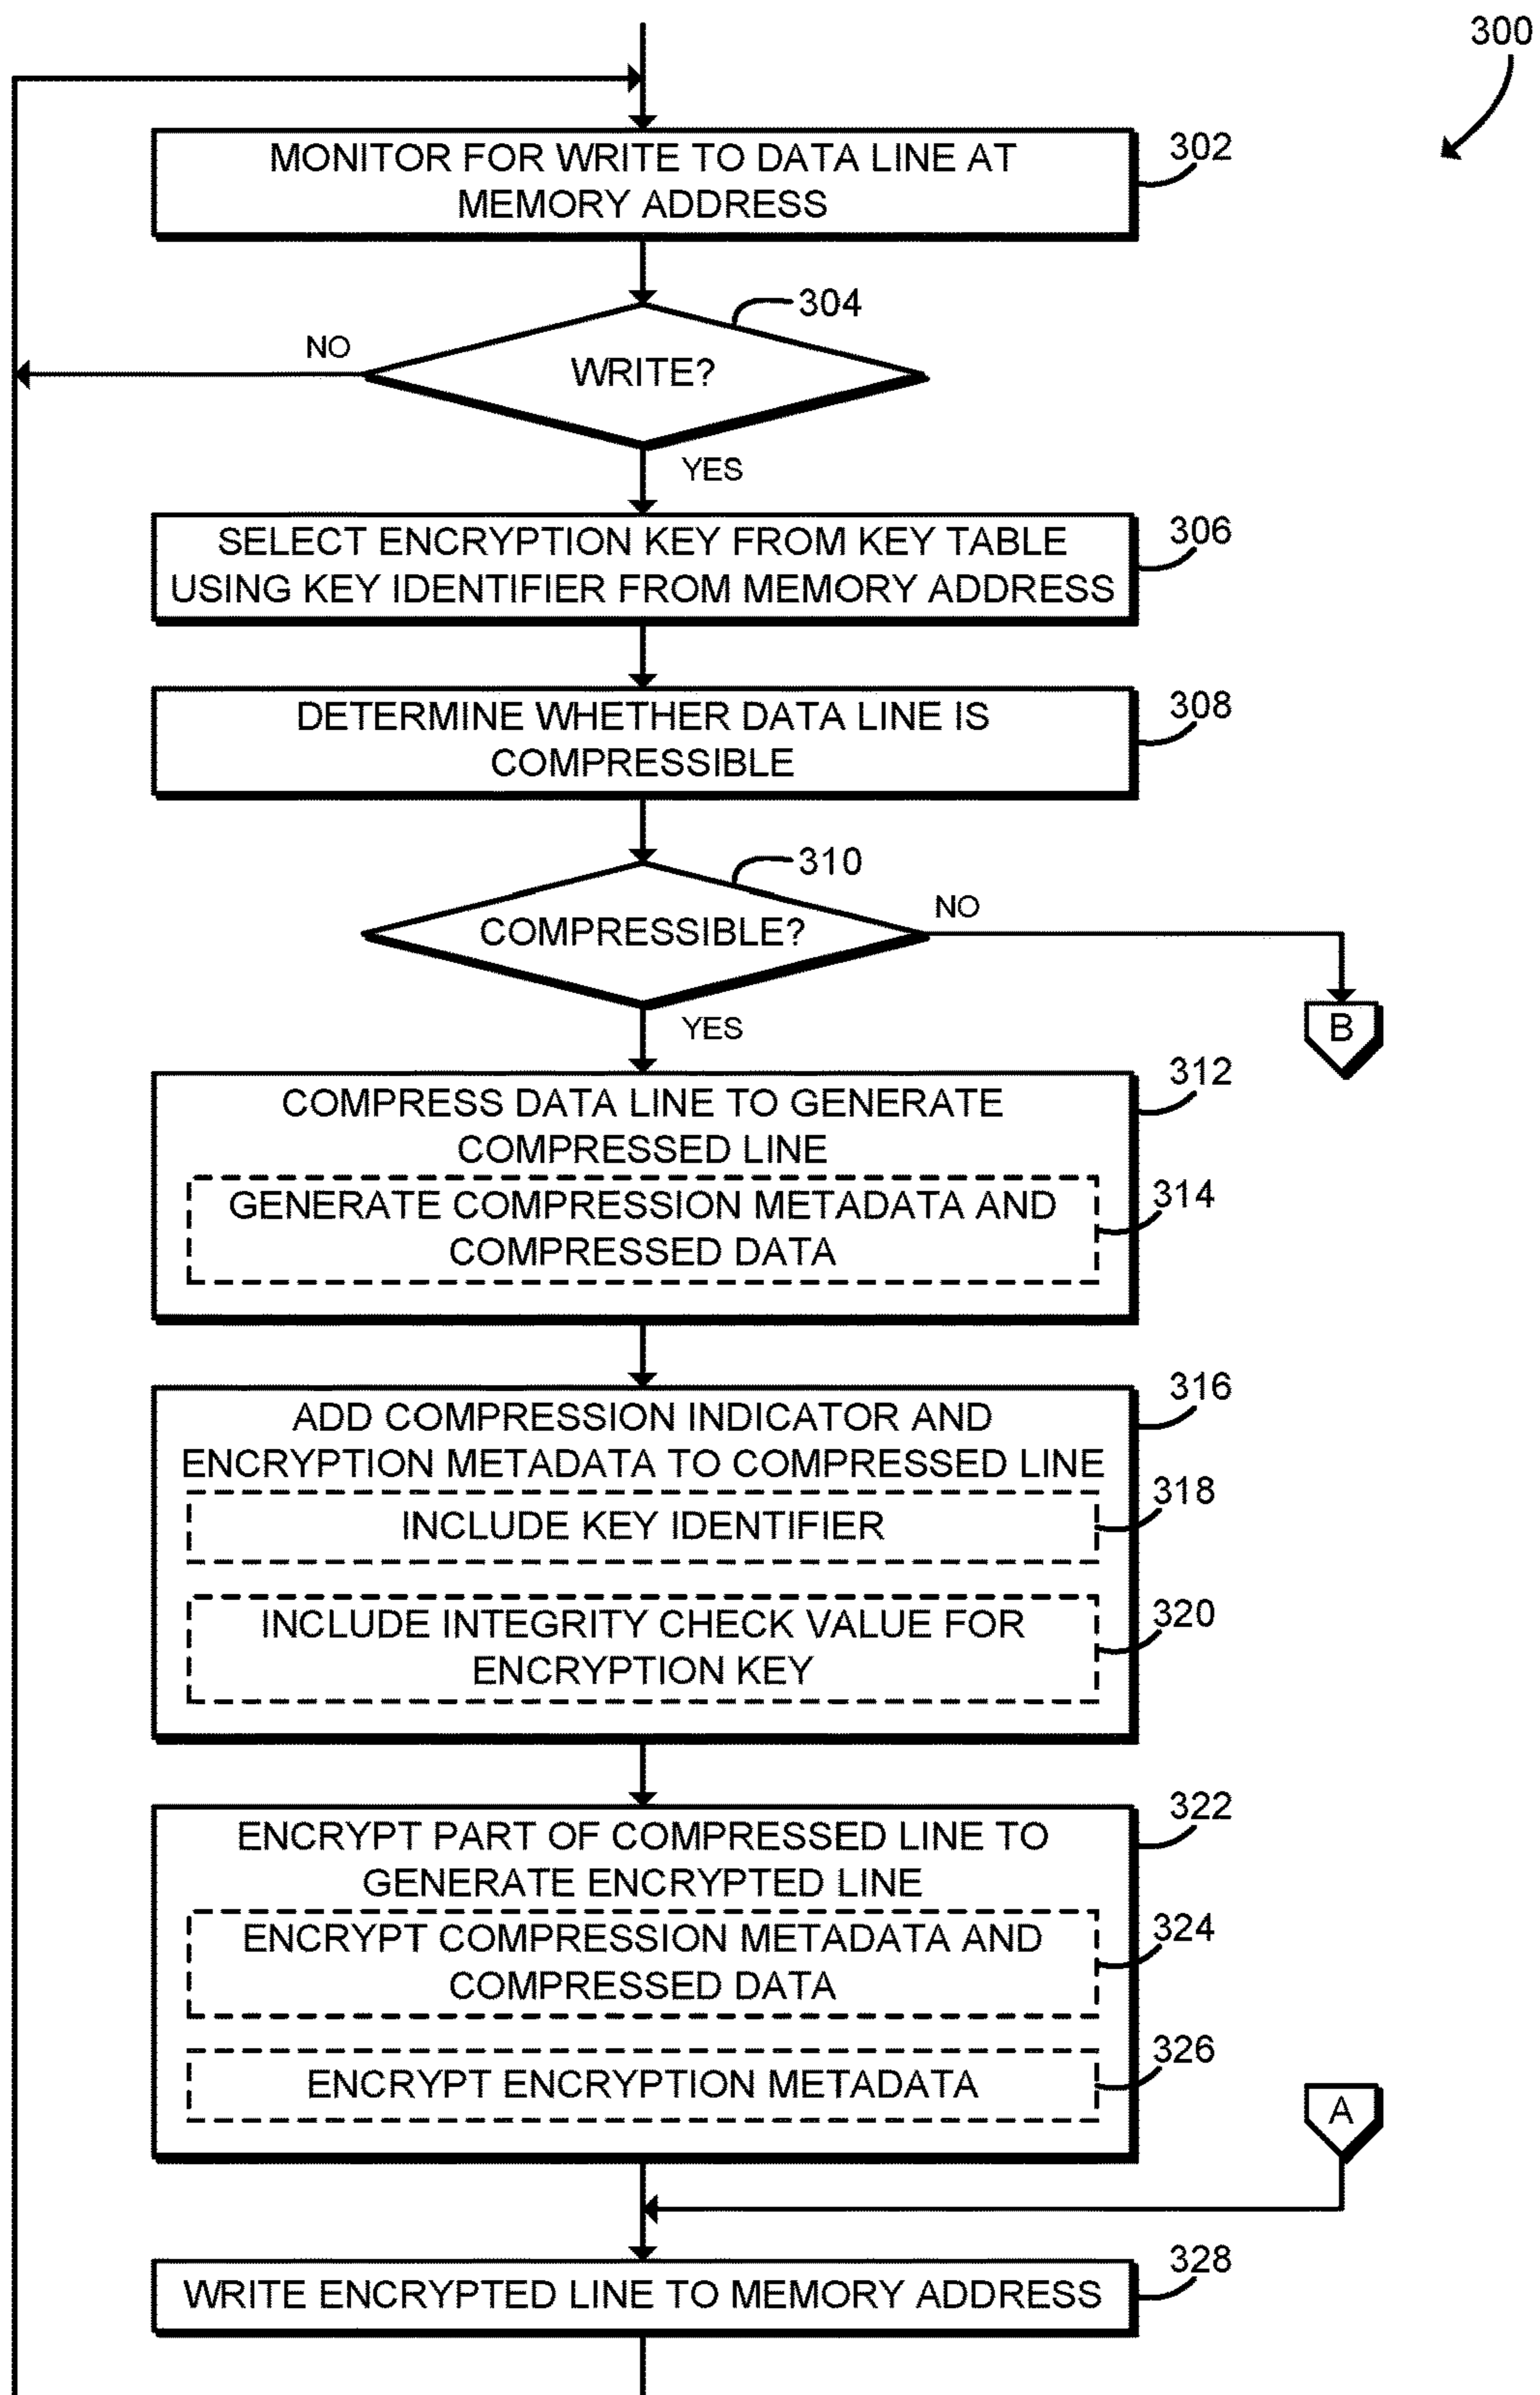 300
MONITOR FOR WRITE TO DATA LINE AT
MEMORY ADDRESS
302
304
WRITE?
NO
YES
SELECT ENCRYPTION KEY FROM KEY TABLE
USING KEY IDENTIFIER FROM MEMORY ADDRESS
306
DETERMINE WHETHER DATA LINE IS
COMPRESSIBLE
308
310
COMPRESSIBLE?
NO
B
YES
COMPRESS DATA LINE TO GENERATE
COMPRESSED LINE
312
GENERATE COMPRESSION METADATA AND
COMPRESSED DATA
314
ADD COMPRESSION INDICATOR AND
ENCRYPTION METADATA TO COMPRESSED LINE
316
INCLUDE KEY IDENTIFIER
318
INCLUDE INTEGRITY CHECK VALUE FOR
ENCRYPTION KEY
320
ENCRYPT PART OF COMPRESSED LINE TO
GENERATE ENCRYPTED LINE
322
ENCRYPT COMPRESSION METADATA AND
COMPRESSED DATA
324
ENCRYPT ENCRYPTION METADATA
326
A
WRITE ENCRYPTED LINE TO MEMORY ADDRESS
328